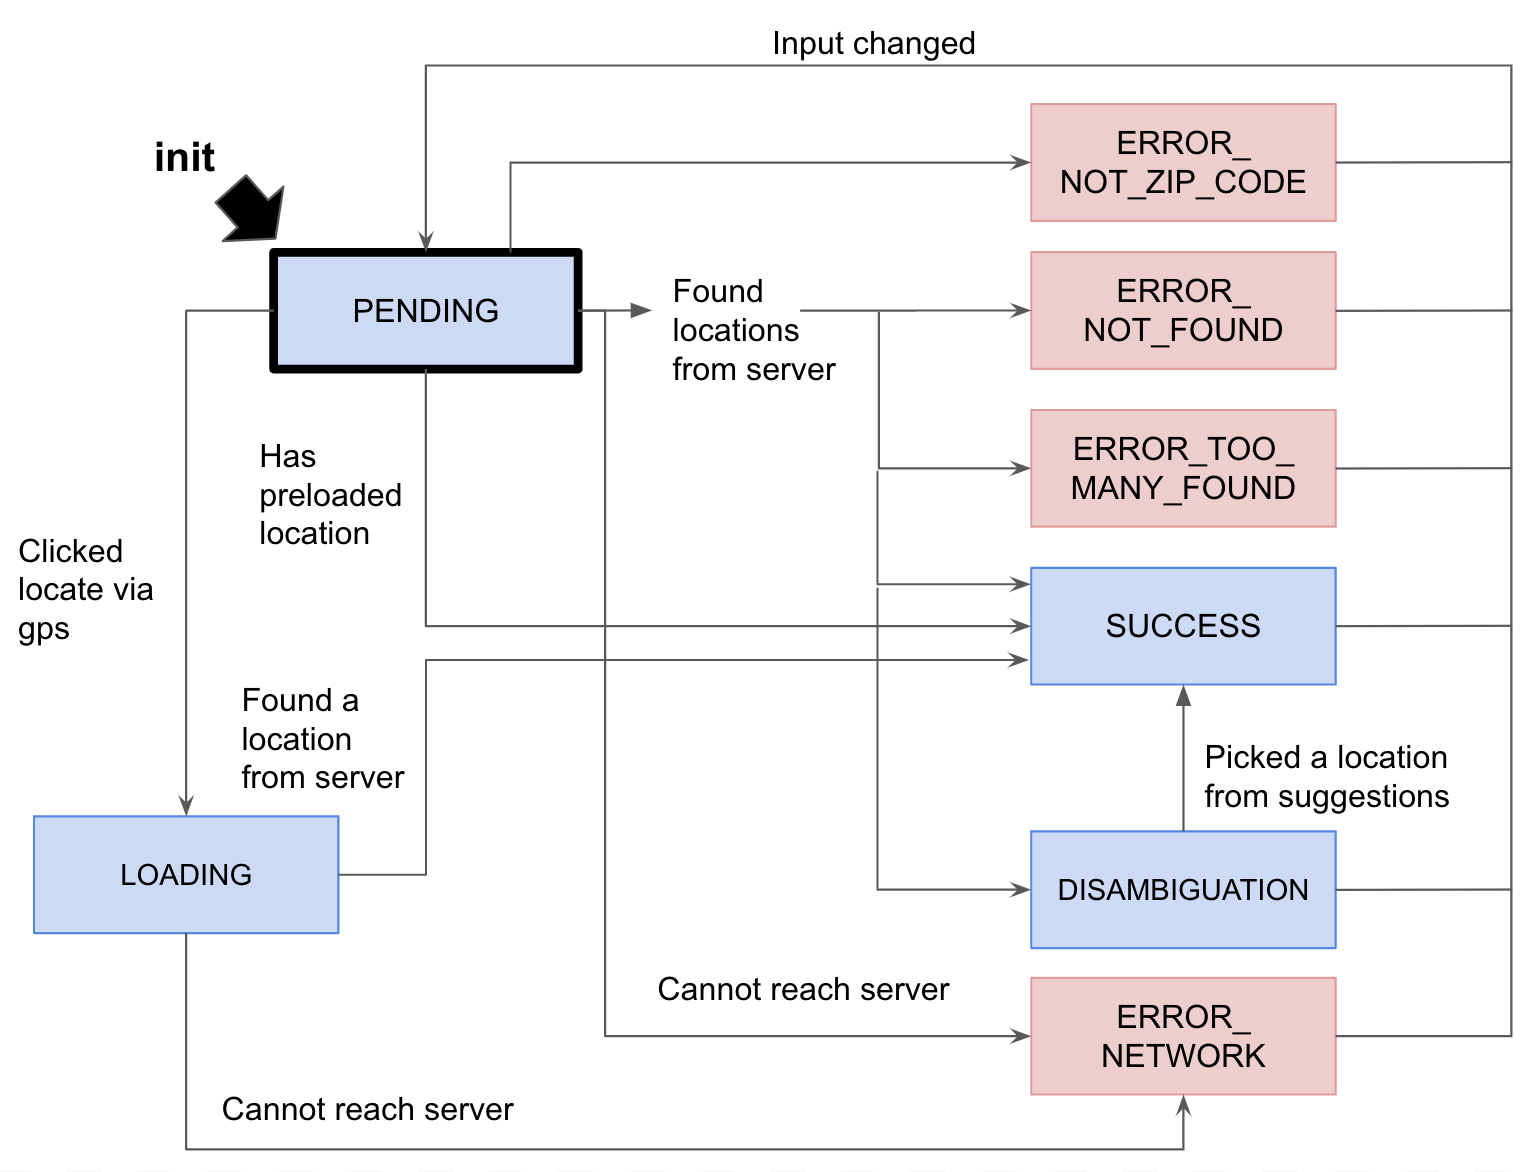 Input changed
init
ERROR_
NOT_ZIP_CODE
PENDING
Found
locations
from server
ERROR_
NOT_FOUND
Has
preloaded
location
ERROR_TOO_
MANY_FOUND
Clicked
locate via
gps
SUCCESS
Found a
location
from server
Picked a location
from suggestions
LOADING
DISAMBIGUATION
Cannot reach server
ERROR_
NETWORK
Cannot reach server